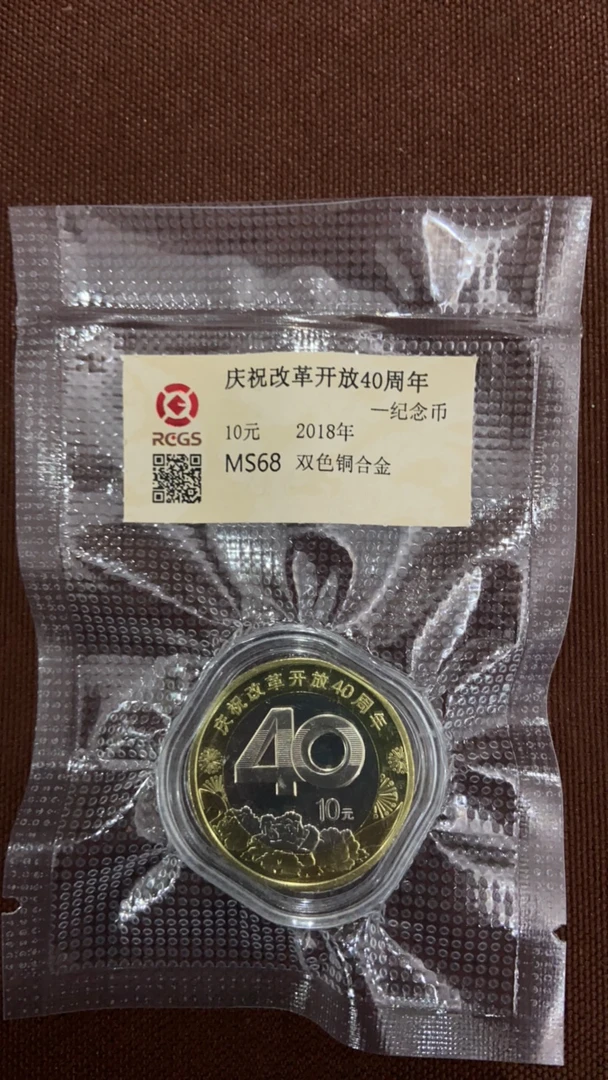 庆祝改革开放40周年
—纪念币
RCGS
10元 2018年
MS68 双色铜合金
庆祝改革开放40周年
40
10元